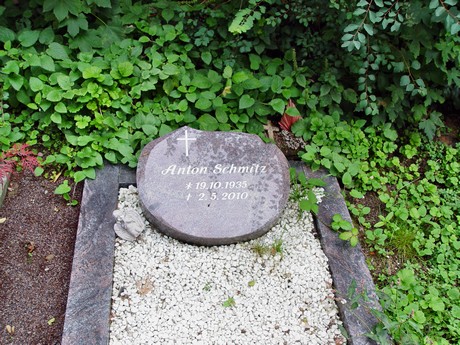 Anton Schmitz
* 19.10.1935
† 2.5.2010